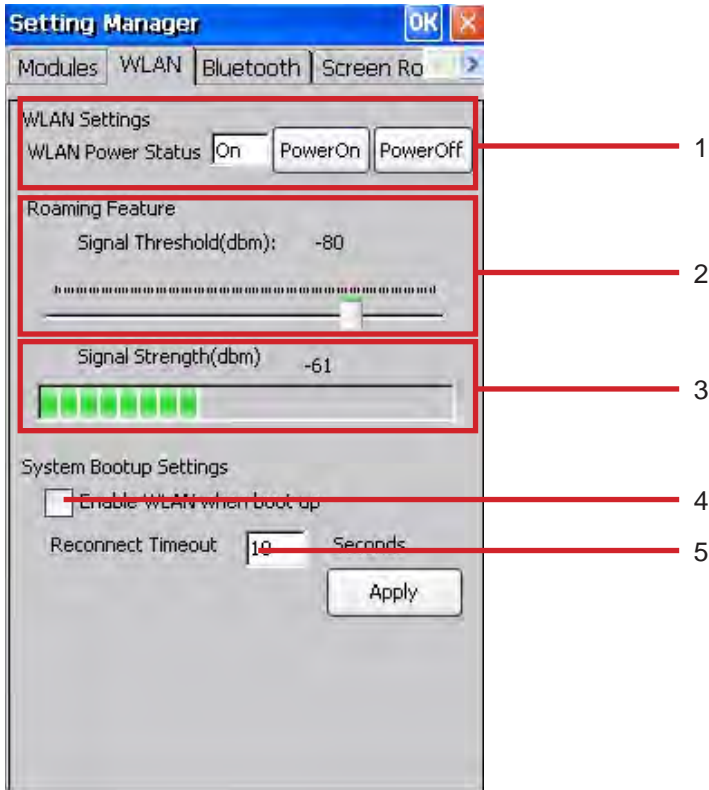 Setting Manager OK
Modules WLAN Bluetooth Screen Ro
WLAN Settings
WLAN Power Status On PowerOn PowerOff
1
Roaming Feature
Signal Threshold(dbm): -80
2
Signal Strength(dbm) -61
3
System Bootup Settings
Enable WLAN when boot up
4
Reconnect Timeout 10 Seconds
5
Apply